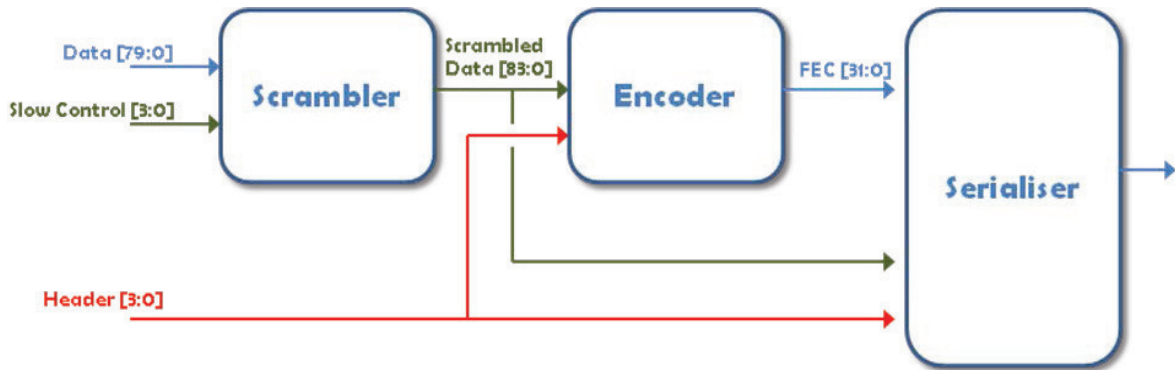 Data [79:0]
Slow Control [3:0]
Scrambler
Scrambled
Data [83:0]
Encoder
FEC [31:0]
Serialiser
Header [3:0]